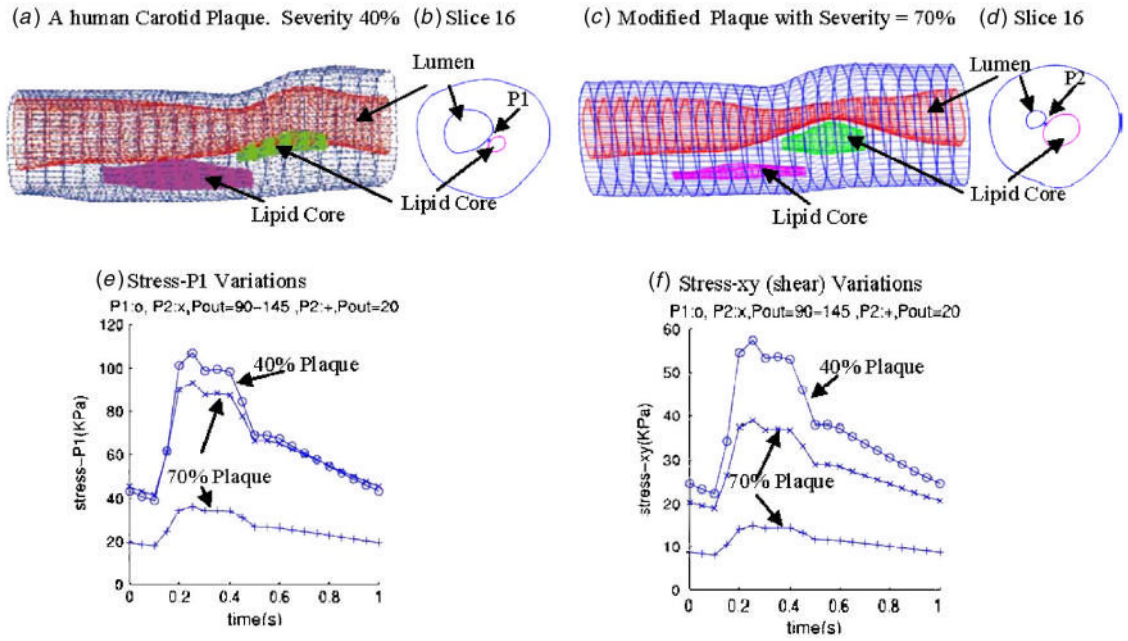 (a) A human Carotid Plaque. Severity 40%
(b) Slice 16
(c) Modified Plaque with Severity = 70%
(d) Slice 16
Lumen
P1
Lipid Core
Lipid Core
Lumen
P2
Lipid Core
Lipid Core
(e) Stress-P1 Variations
P1:o, P2:x,Pout=90-145 ,P2:+,Pout=20
120
100
80
60
40
20
0
stress-P1(KPa)
40% Plaque
70% Plaque
0 0.2 0.4 0.6 0.8 1
time(s)
(f) Stress-xy (shear) Variations
P1:o, P2:x,Pout=90-145 ,P2:+,Pout=20
60
50
40
30
20
10
0
stress-xy(KPa)
40% Plaque
70% Plaque
0 0.2 0.4 0.6 0.8 1
time(s)